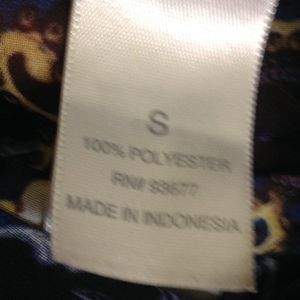 S
100% POLYESTER
RN# 93677
MADE IN INDONESIA